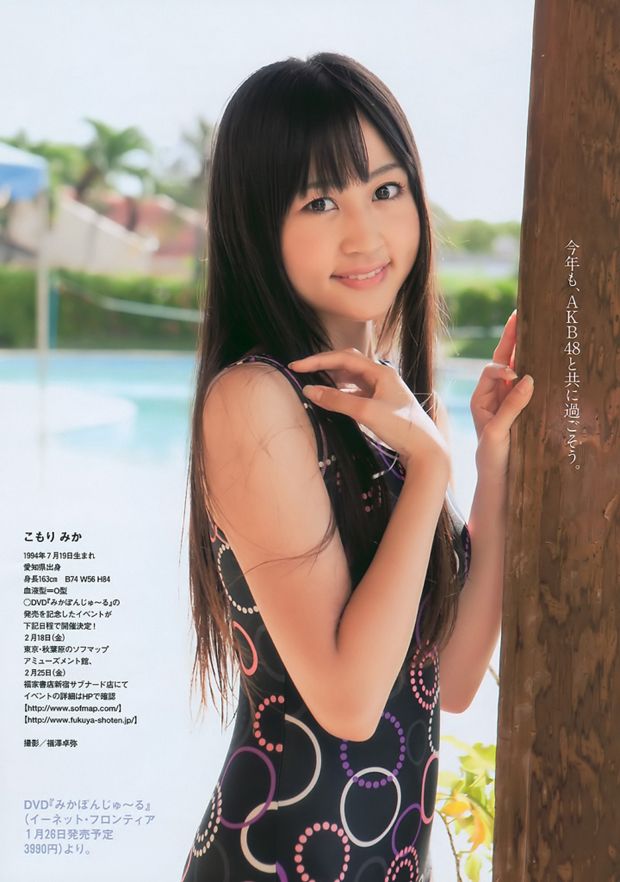 今年も、AKB48と共に過ごそう。
こもり みか
1994年7月19日生まれ
愛知県出身
身長163㎝　B74 W56 H84
血液型=O型
◯DVD『みかぽんじゅ〜る』の
発売を記念したイベントが
下記日程で開催決定！
2月18日(金)
東京・秋葉原のソフマップ
アミューズメント館、
2月25日(金)
福家書店新宿サブナード店にて
イベントの詳細はHPで確認
【http://www.sofmap.com/】
【http://www.fukuya-shoten.jp/】
撮影／福澤卓弥
DVD『みかぽんじゅ〜る』
（イーネット・フロンティア
1月26日発売予定
3990円）より。